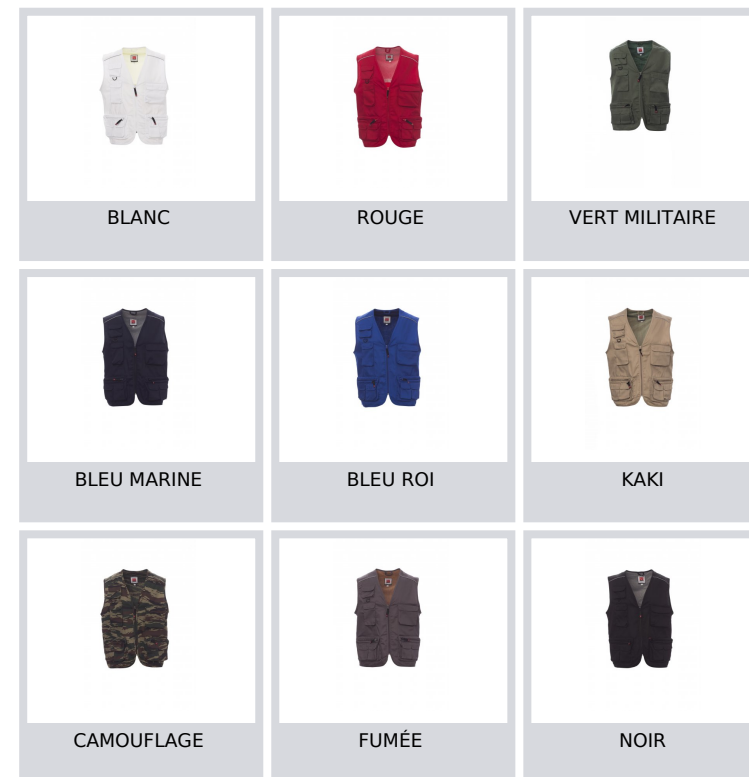 BLANC
ROUGE
VERT MILITAIRE
BLEU MARINE
BLEU ROI
KAKI
CAMOUFLAGE
FUMÉE
NOIR